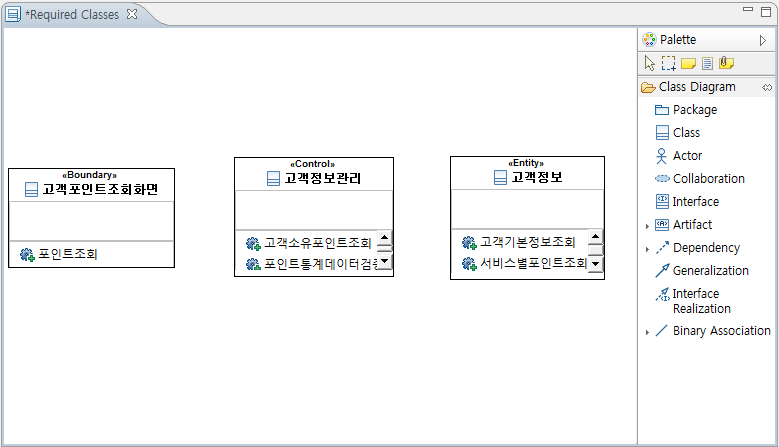 *Required Classes
«Boundary»
고객포인트조회화면
포인트조회
«Control»
고객정보관리
고객소유포인트조회
포인트통계데이터검증
«Entity»
고객정보
고객기본정보조회
서비스별포인트조회
Palette
Class Diagram
Package
Class
Actor
Collaboration
Interface
Artifact
Dependency
Generalization
Interface
Realization
Binary Association